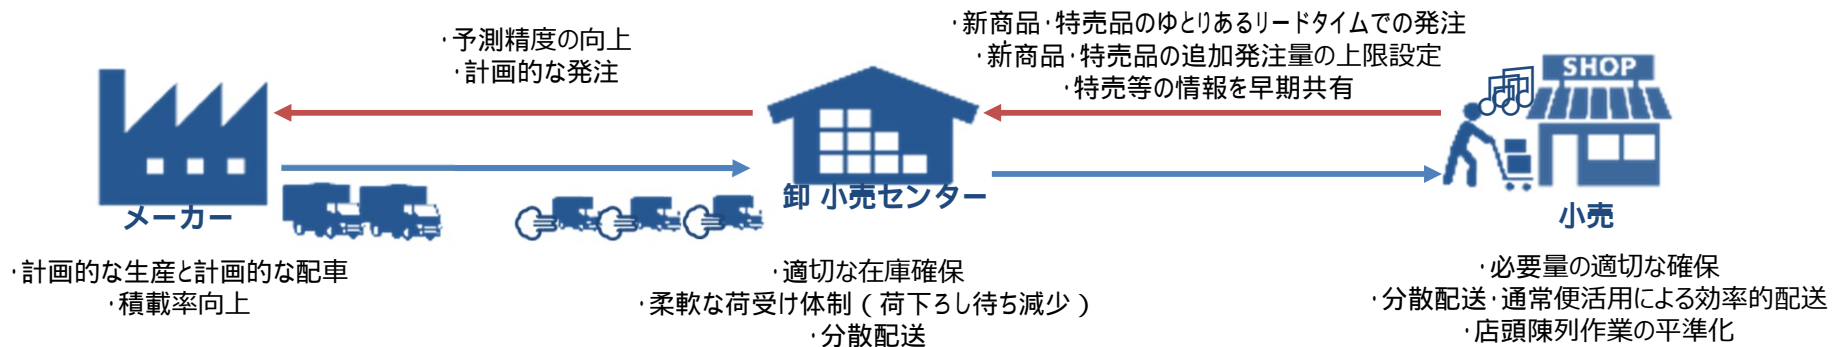 ·予測精度の向上
·計画的な発注
·新商品·特売品のゆとりあるリードタイムでの発注
·新商品·特売品の追加発注量の上限設定
·特売等の情報を早期共有
SHOP
メーカー
卸 小売センター
小売
·計画的な生産と計画的な配車
·積載率向上
·適切な在庫確保
·柔軟な荷受け体制 ( 荷下ろし待ち減少 )
·分散配送
·必要量の適切な確保
·分散配送·通常便活用による効率的配送
·店頭陳列作業の平準化